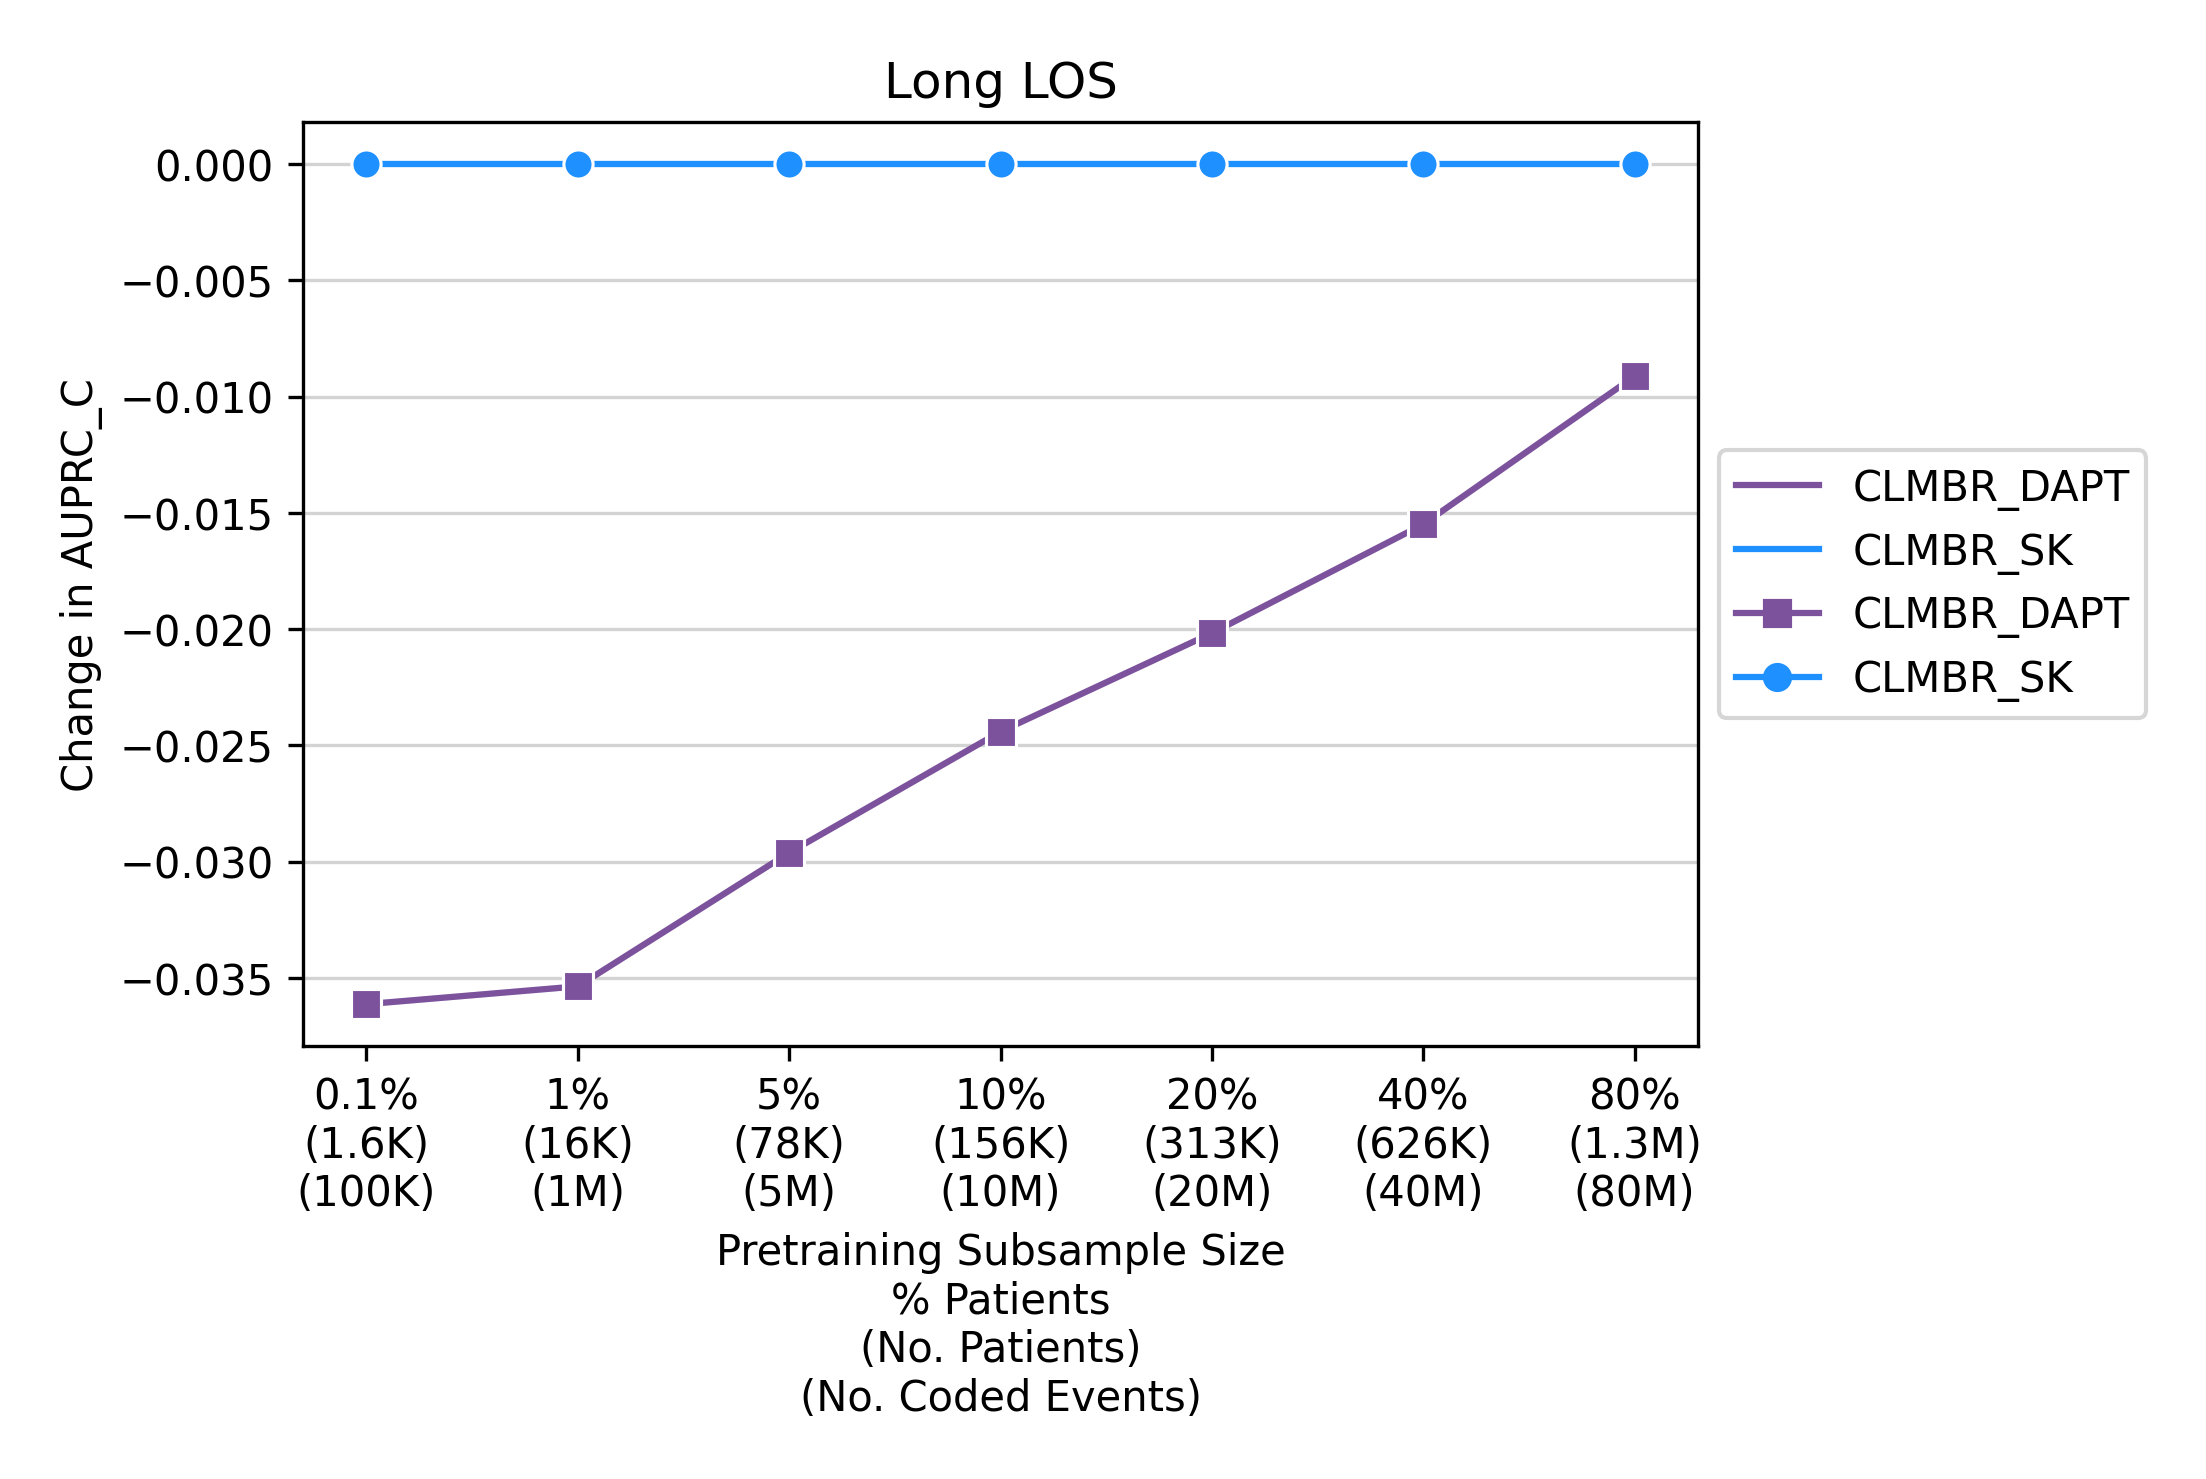 Long LOS
0.000
−0.005
−0.010
−0.015
−0.020
−0.025
−0.030
−0.035
Change in AUPRC_C
0.1% 1% 5% 10% 20% 40% 80%
(1.6K) (16K) (78K) (156K) (313K) (626K) (1.3M)
(100K) (1M) (5M) (10M) (20M) (40M) (80M)
Pretraining Subsample Size
% Patients
(No. Patients)
(No. Coded Events)
CLMBR_DAPT
CLMBR_SK
CLMBR_DAPT
CLMBR_SK